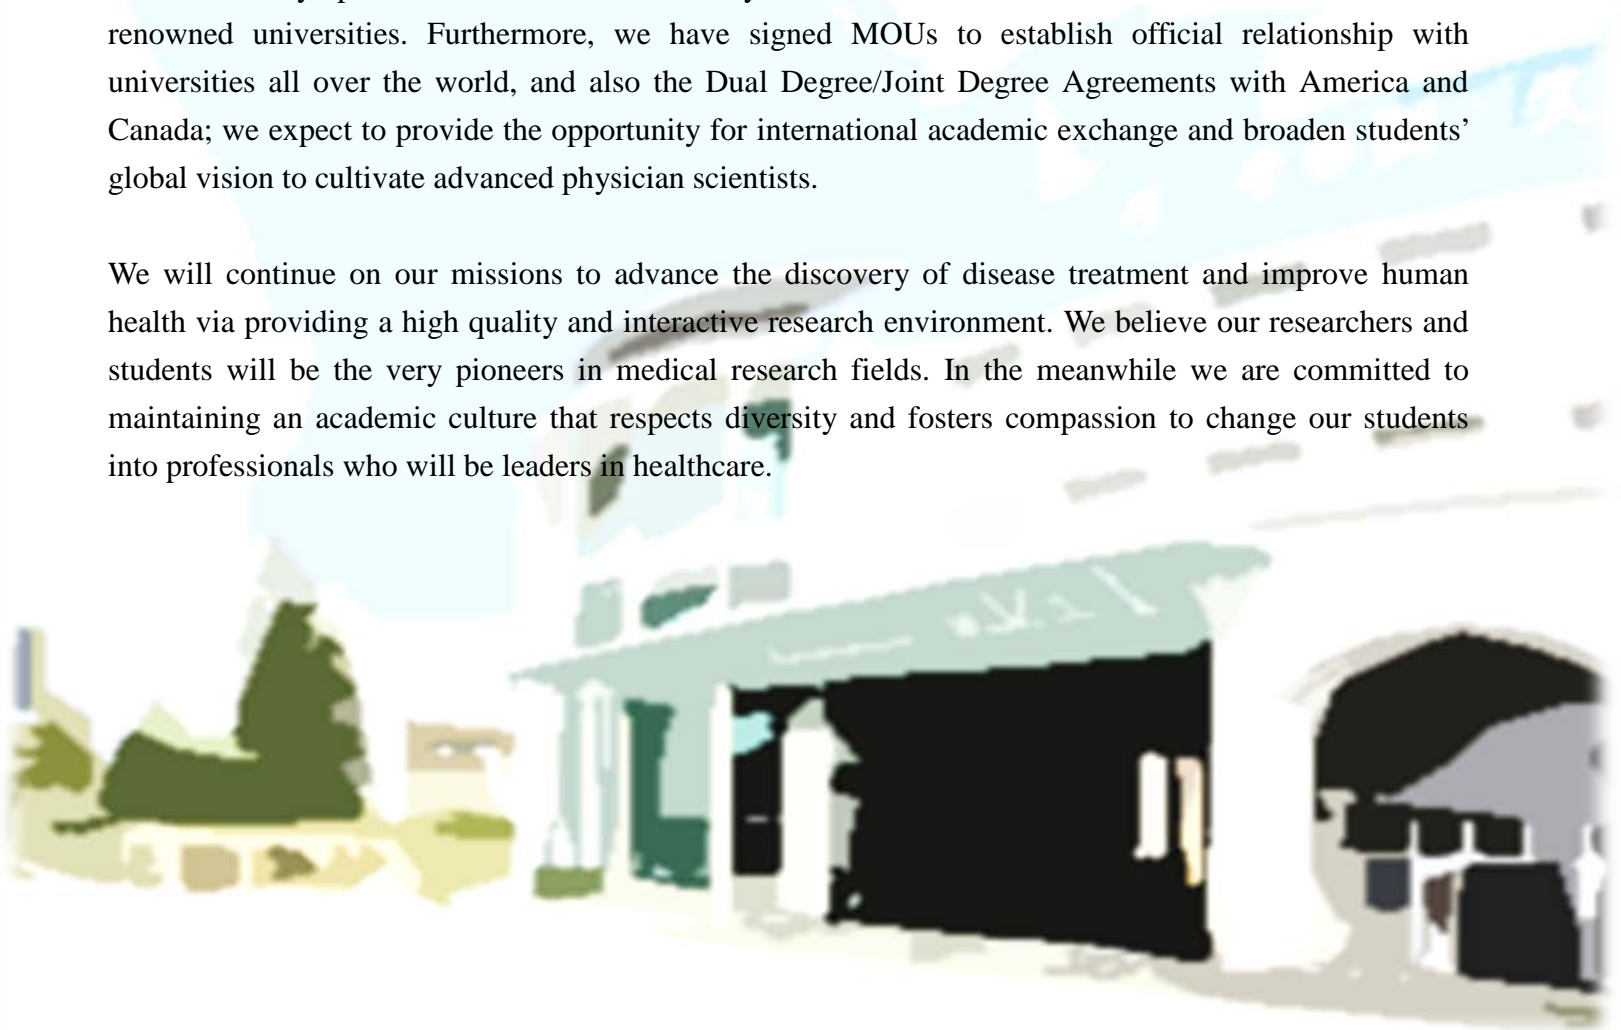 renowned universities. Furthermore, we have signed MOUs to establish official relationship with
universities all over the world, and also the Dual Degree/Joint Degree Agreements with America and
Canada; we expect to provide the opportunity for international academic exchange and broaden students’
global vision to cultivate advanced physician scientists.
We will continue on our missions to advance the discovery of disease treatment and improve human
health via providing a high quality and interactive research environment. We believe our researchers and
students will be the very pioneers in medical research fields. In the meanwhile we are committed to
maintaining an academic culture that respects diversity and fosters compassion to change our students
into professionals who will be leaders in healthcare.